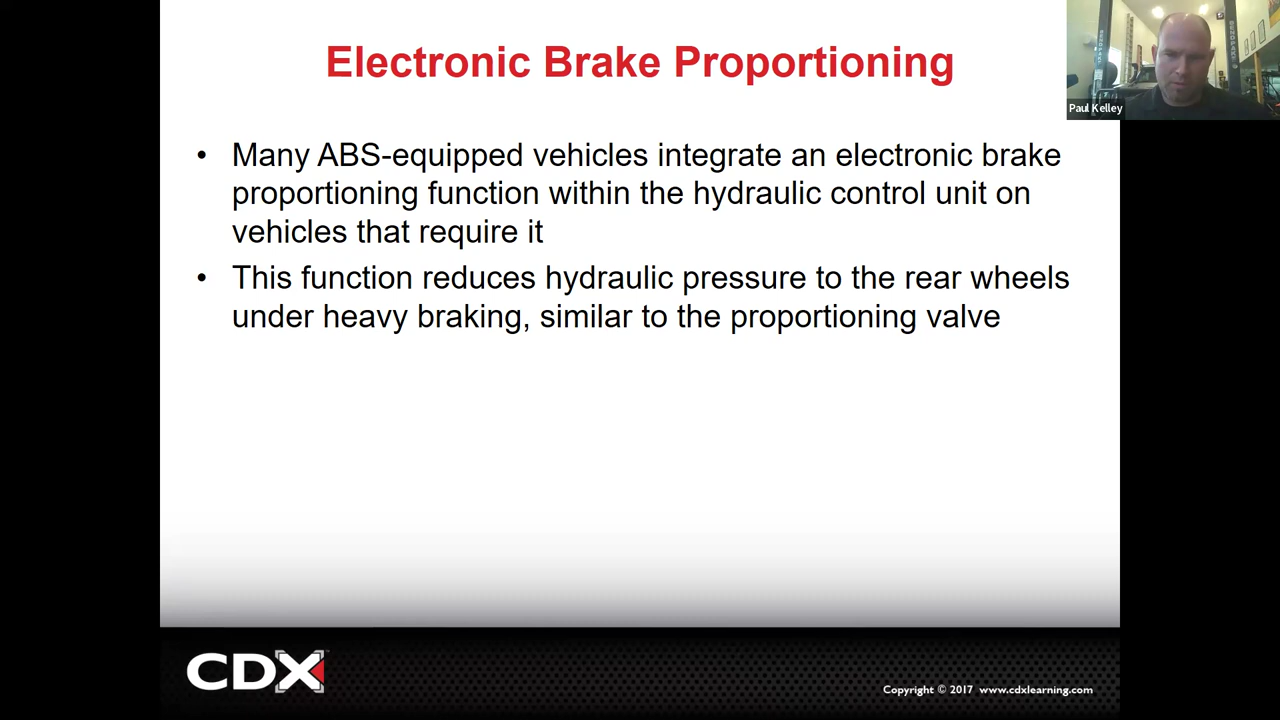 Electronic Brake Proportioning
Paul Kelley
• Many ABS-equipped vehicles integrate an electronic brake
proportioning function within the hydraulic control unit on
vehicles that require it
• This function reduces hydraulic pressure to the rear wheels
under heavy braking, similar to the proportioning valve
CDX
Copyright © 2017 www.cdxlearning.com